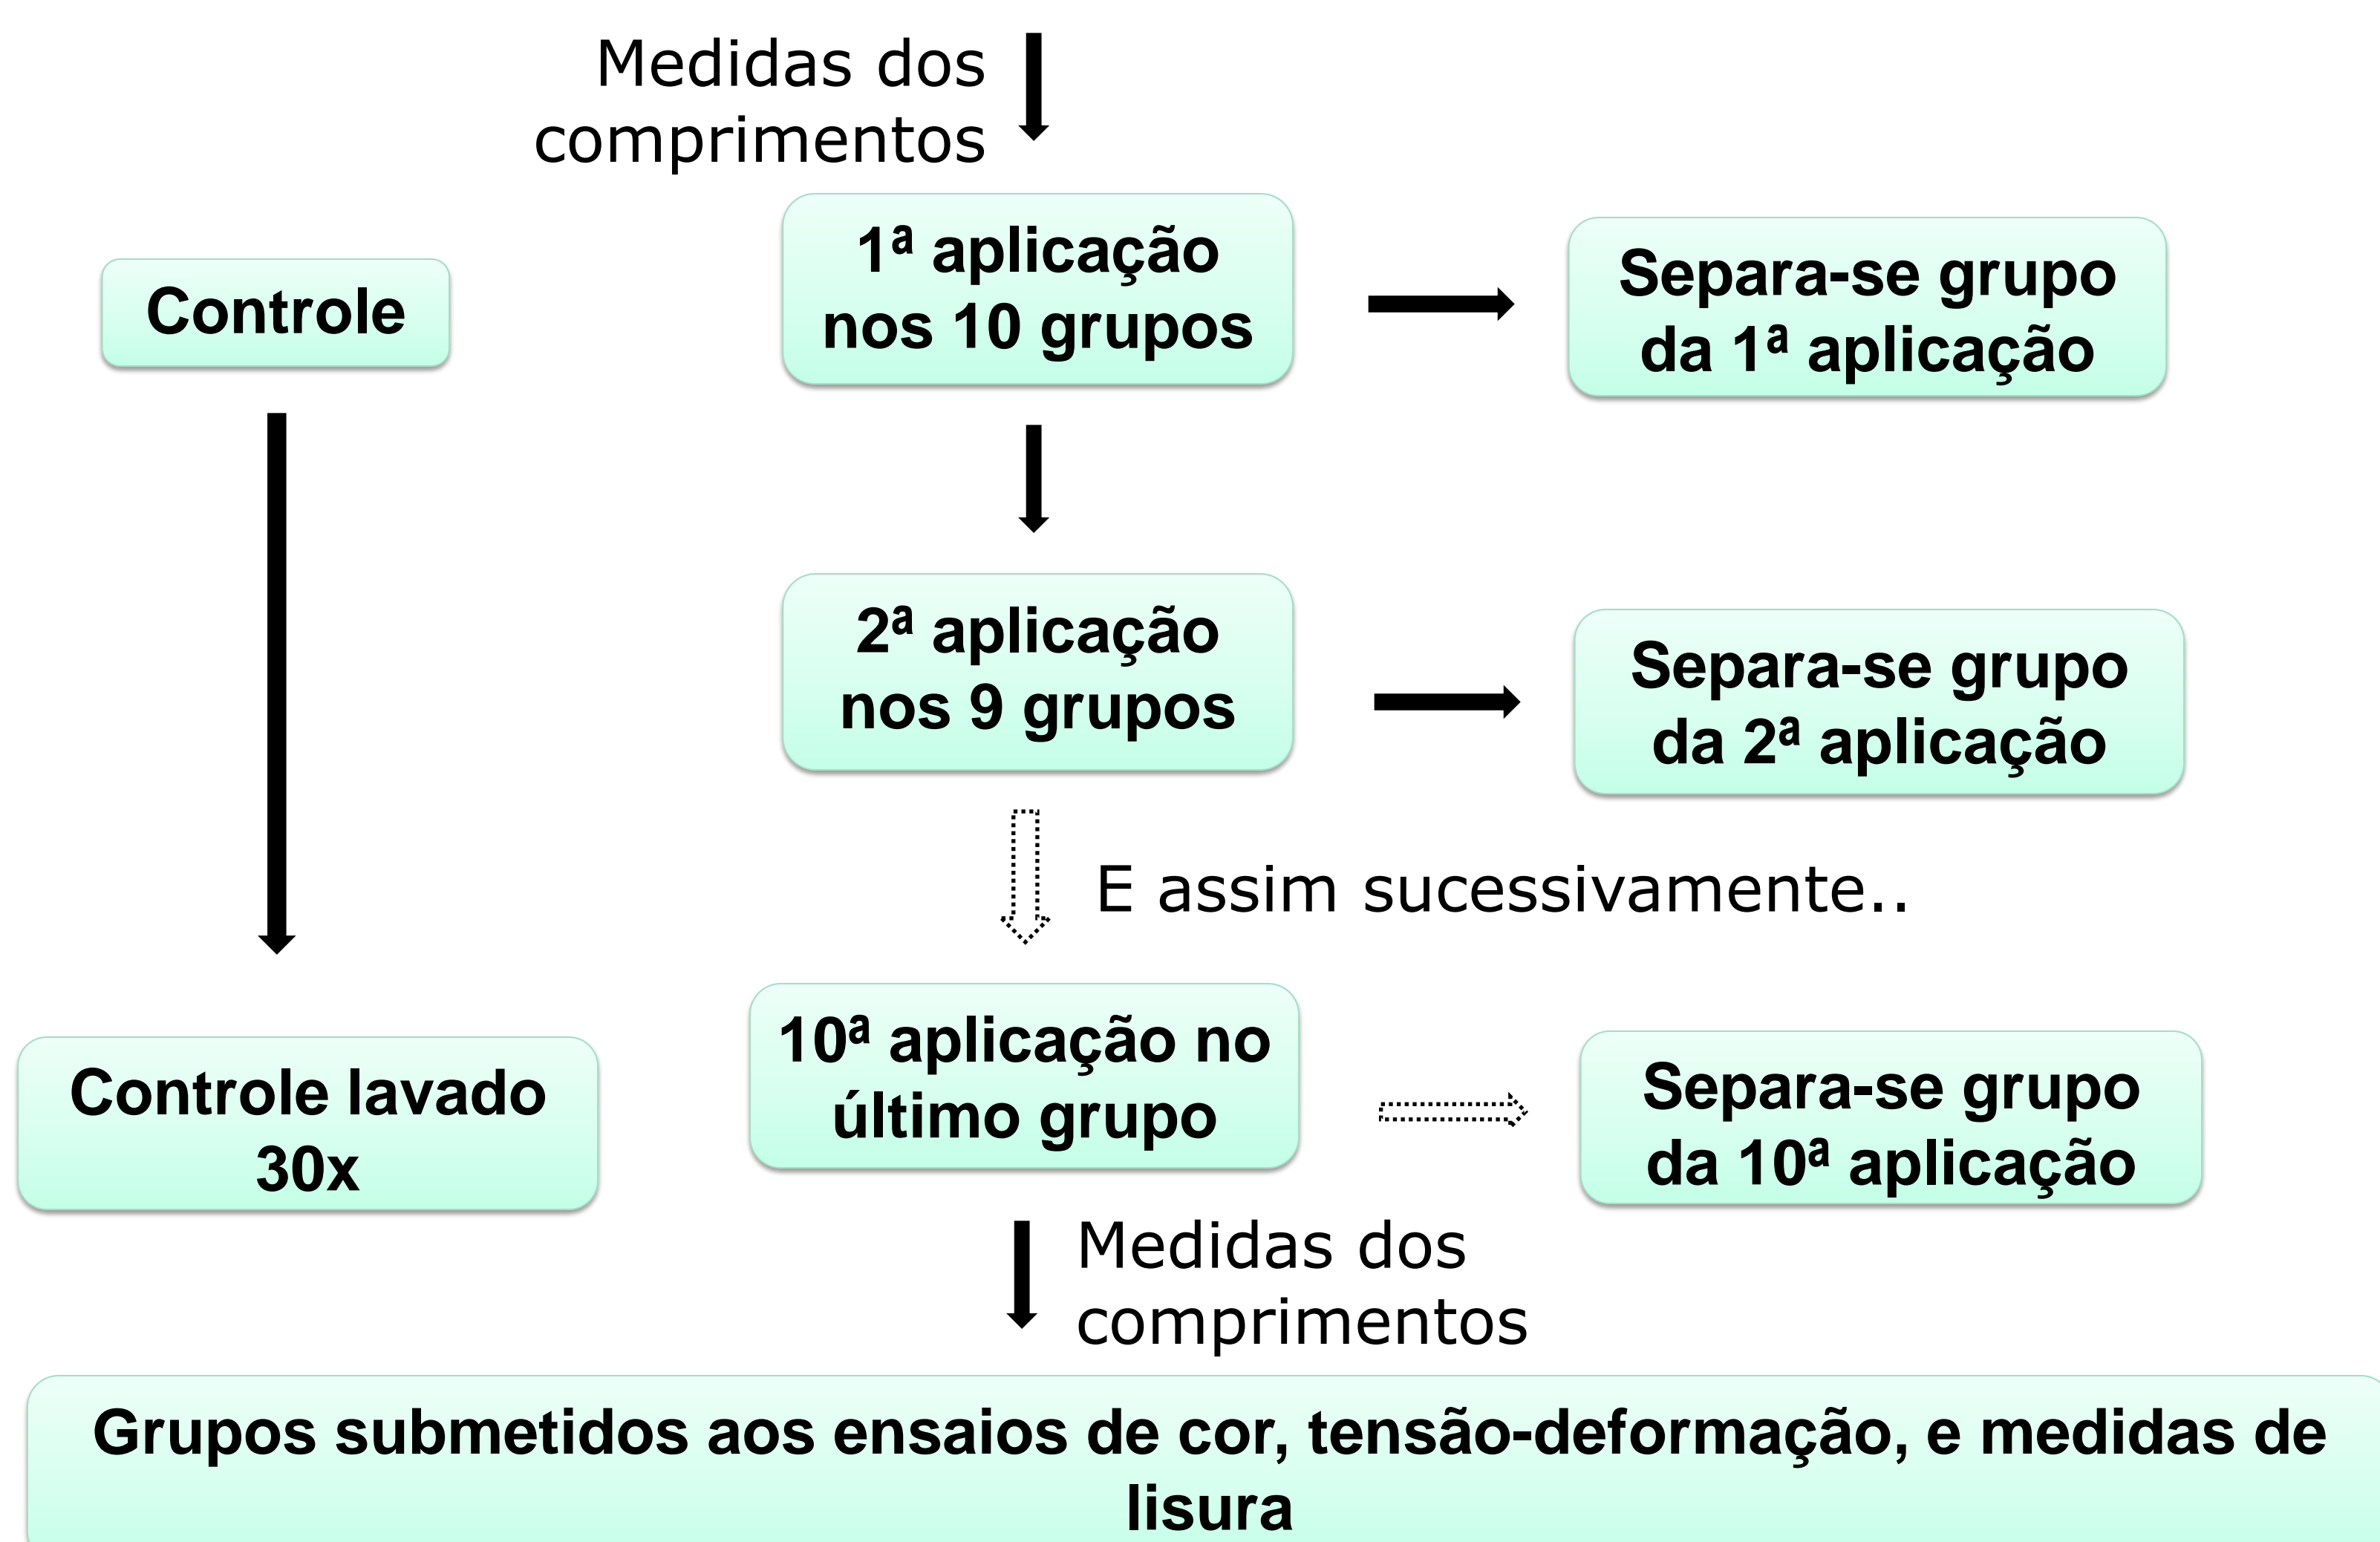 Medidas dos
comprimentos
Controle
1ª aplicação
nos 10 grupos
Separa-se grupo
da 1ª aplicação
2ª aplicação
nos 9 grupos
Separa-se grupo
da 2ª aplicação
E assim sucessivamente..
Controle lavado
30x
10ª aplicação no
último grupo
Separa-se grupo
da 10ª aplicação
Medidas dos
comprimentos
Grupos submetidos aos ensaios de cor, tensão-deformação, e medidas de
lisura